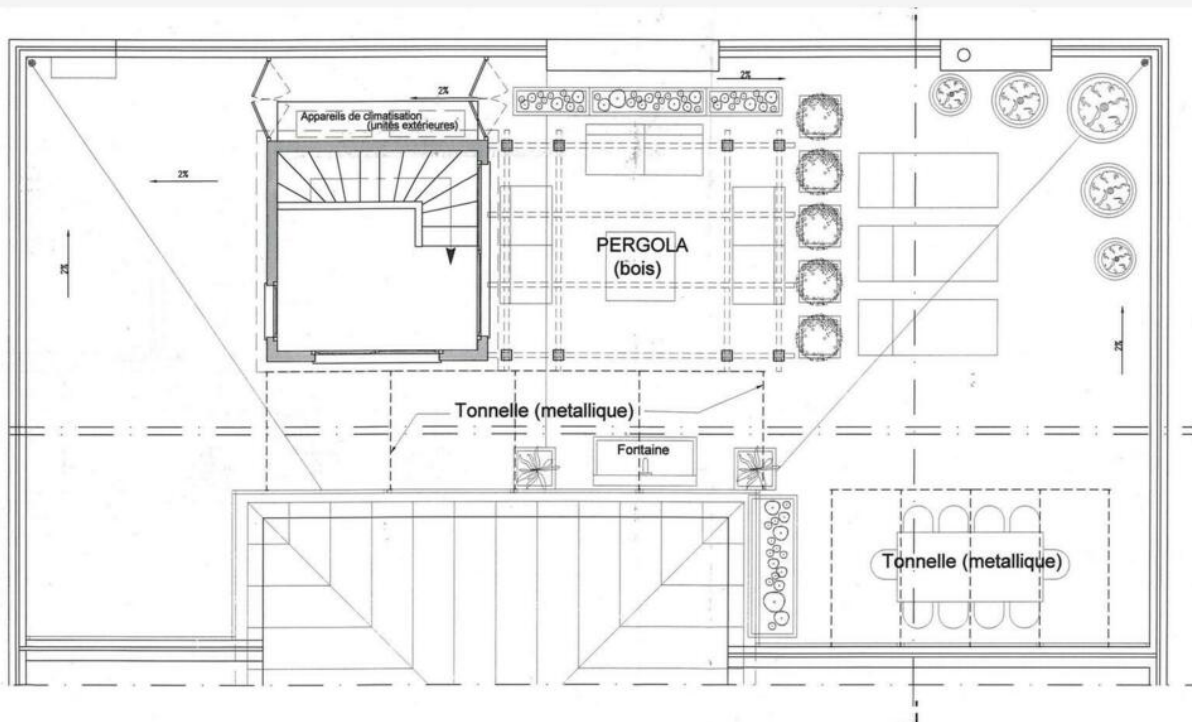 2%
2%
Appareils de climatisation
(unités extérieures)
2%
2%
PERGOLA
(bois)
2%
Tonnelle (metallique)
Fontaine
Tonnelle (metallique)